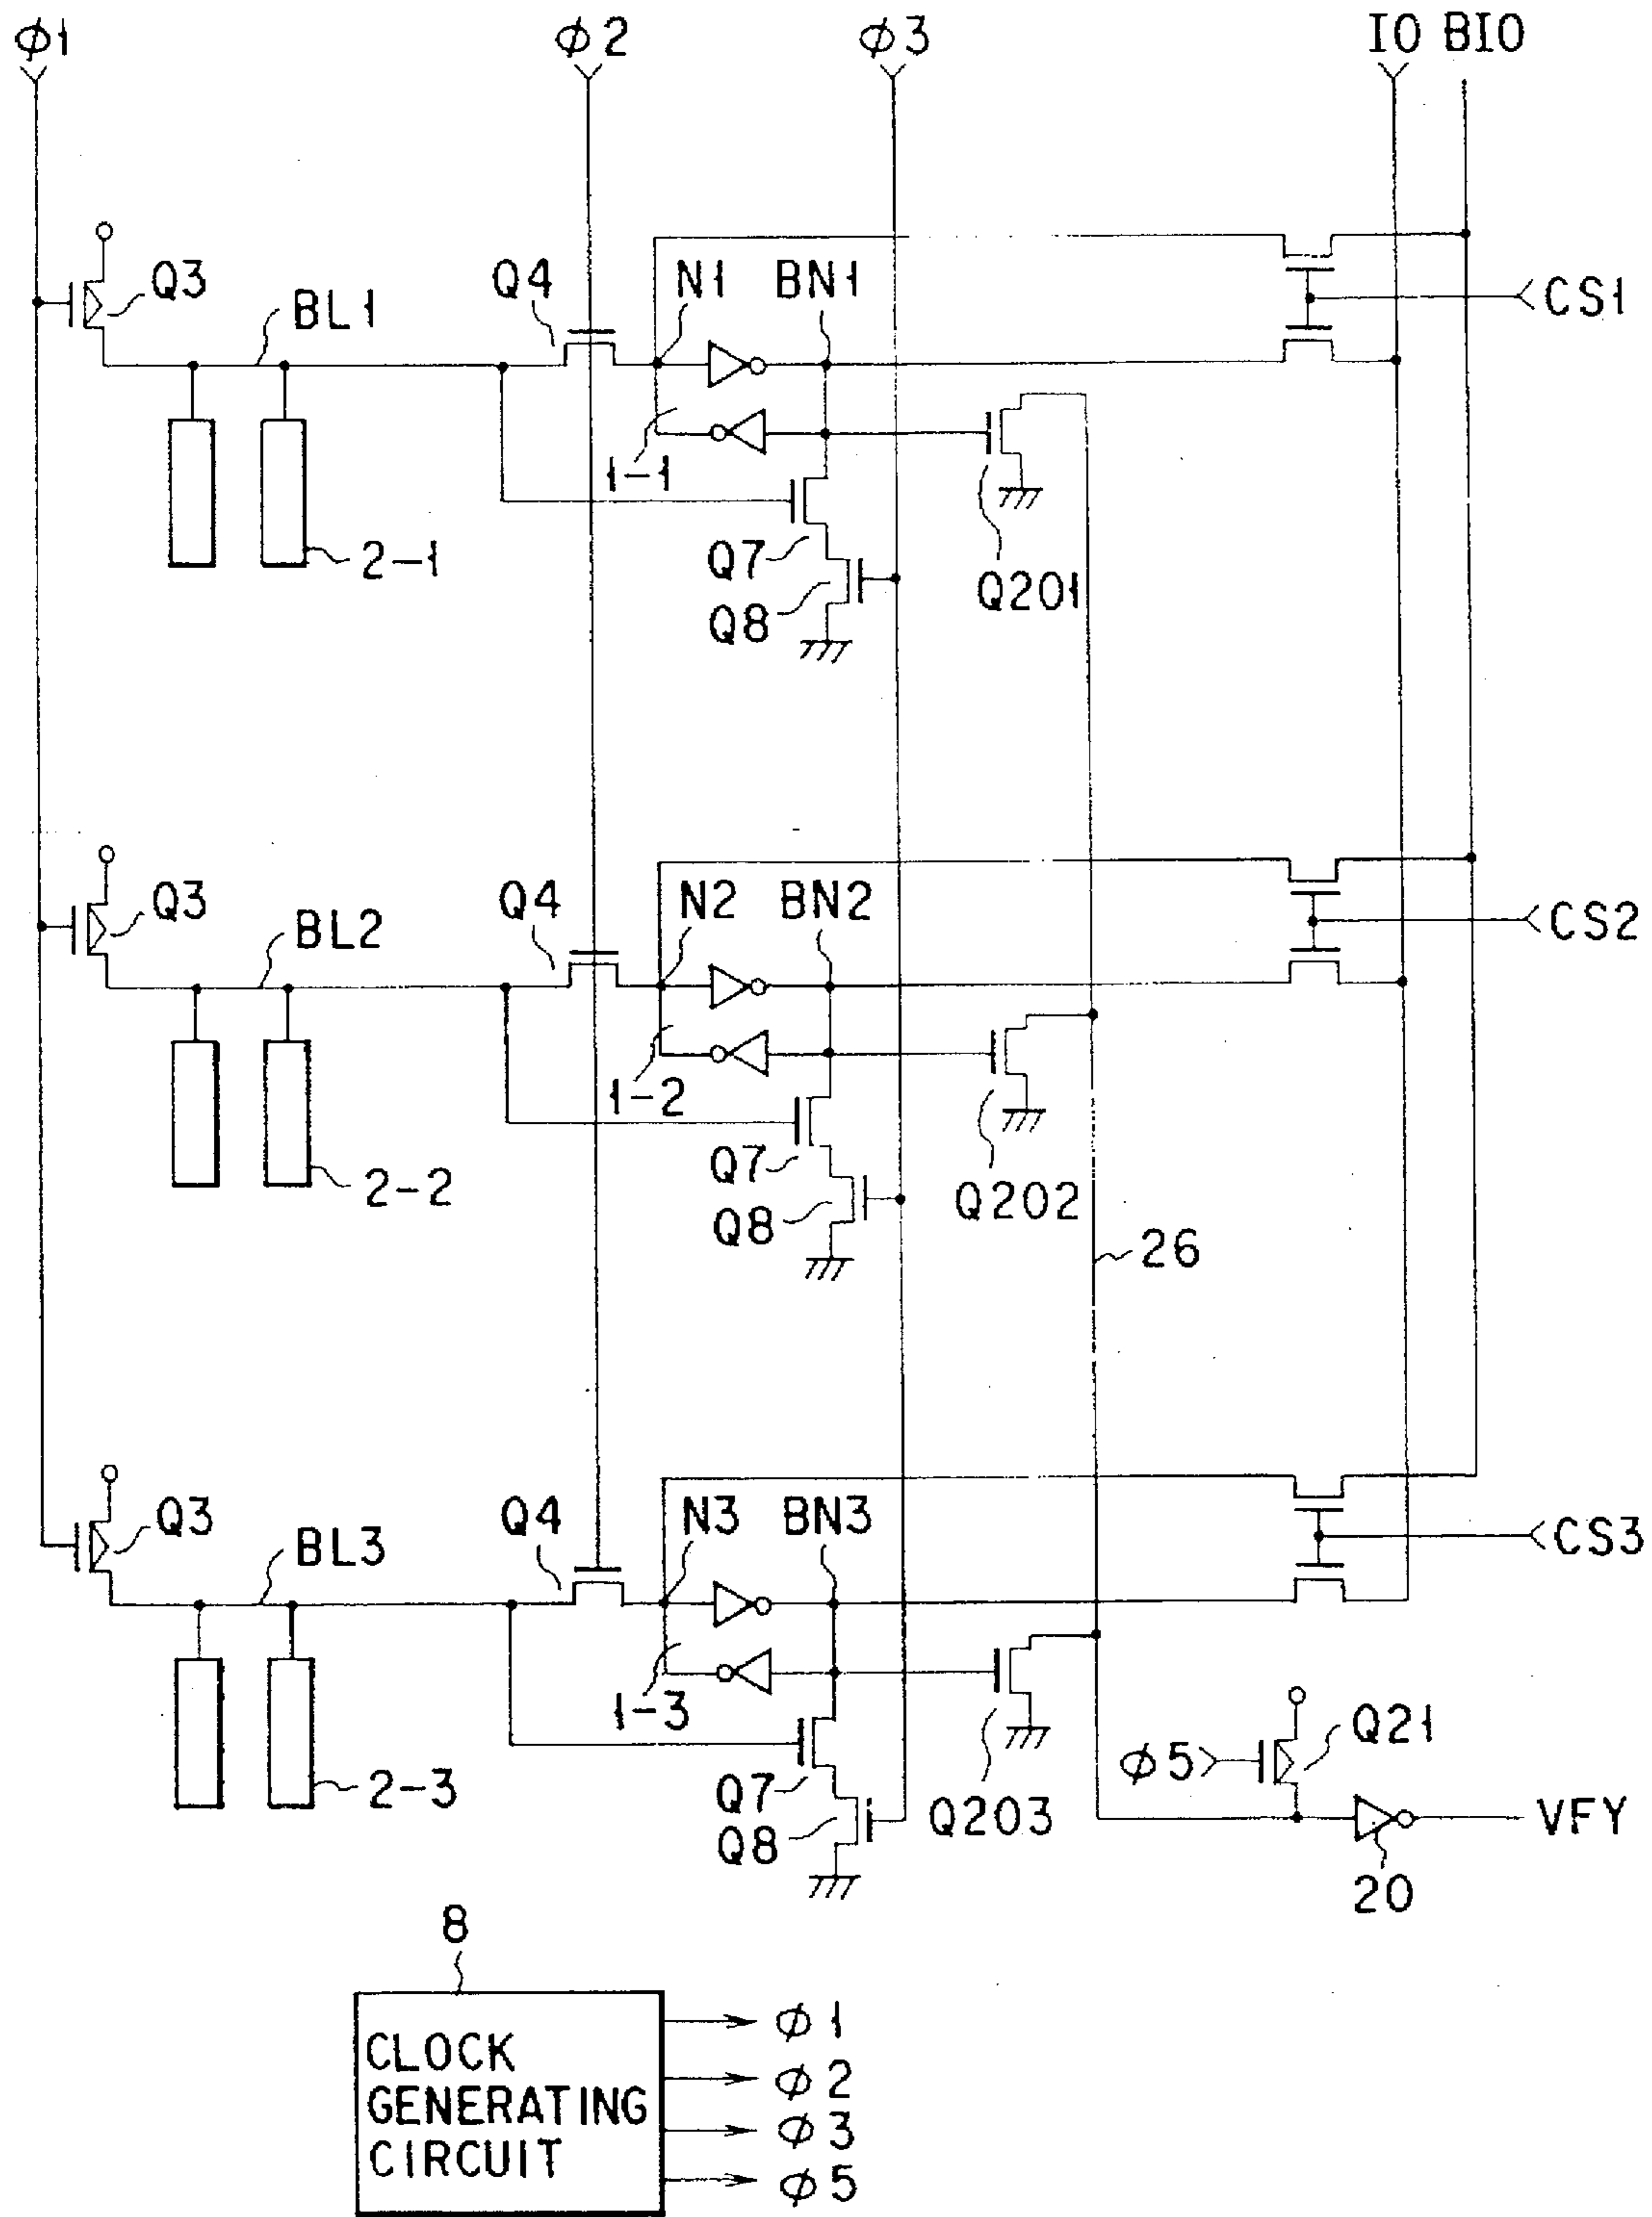 ϕ1 ϕ2 ϕ3 IO BIO
Q3 BL1 Q4 N1 BN1 CS1
1-1
2-1 Q7 Q201
Q8
Q3 BL2 Q4 N2 BN2 CS2
1-2
2-2 Q7 Q202
Q8 26
Q3 BL3 Q4 N3 BN3 CS3
1-3
2-3 Q7 Q203 ϕ5 Q21
Q8 VFY
20
8
CLOCK
GENERATING
CIRCUIT
ϕ1
ϕ2
ϕ3
ϕ5